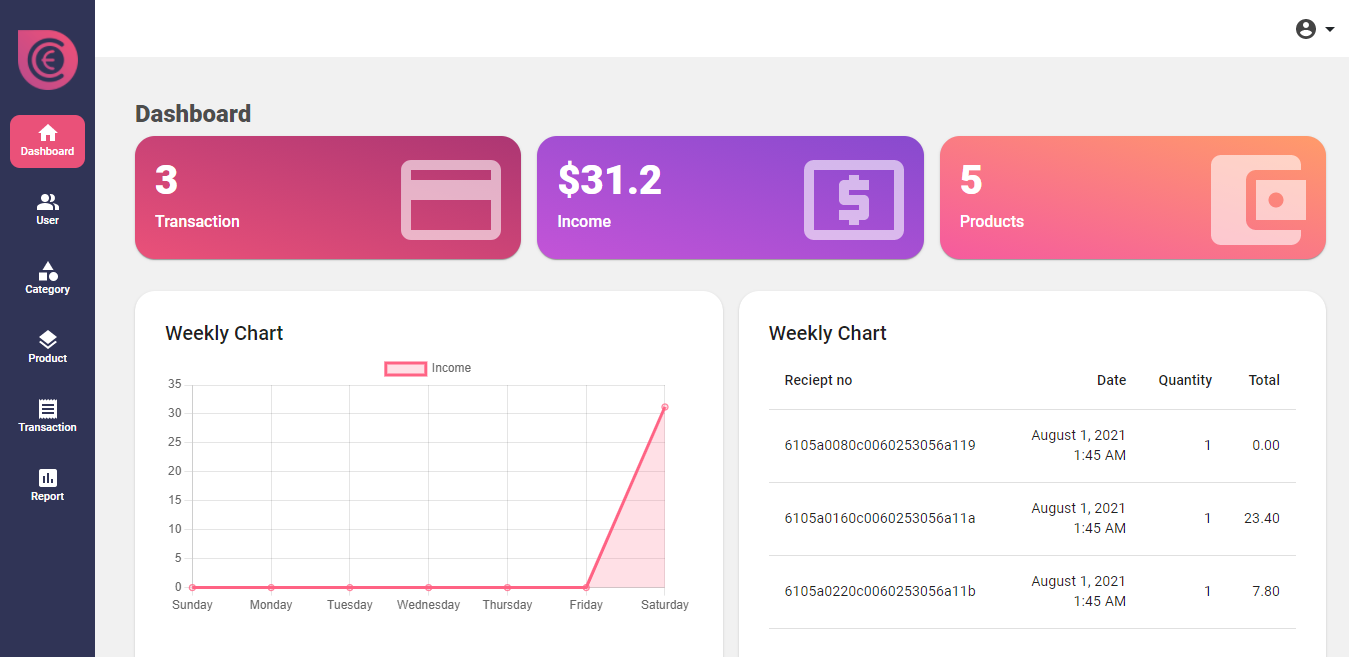 Dashboard
User
Category
Product
Transaction
Report
Dashboard
3
Transaction
$31.2
Income
5
Products
Weekly Chart
Income
35
30
25
20
15
10
5
0
Sunday Monday Tuesday Wednesday Thursday Friday Saturday
Weekly Chart
Reciept no Date Quantity Total
6105a0080c0060253056a119 August 1, 2021 1:45 AM 1 0.00
6105a0160c0060253056a11a August 1, 2021 1:45 AM 1 23.40
6105a0220c0060253056a11b August 1, 2021 1:45 AM 1 7.80